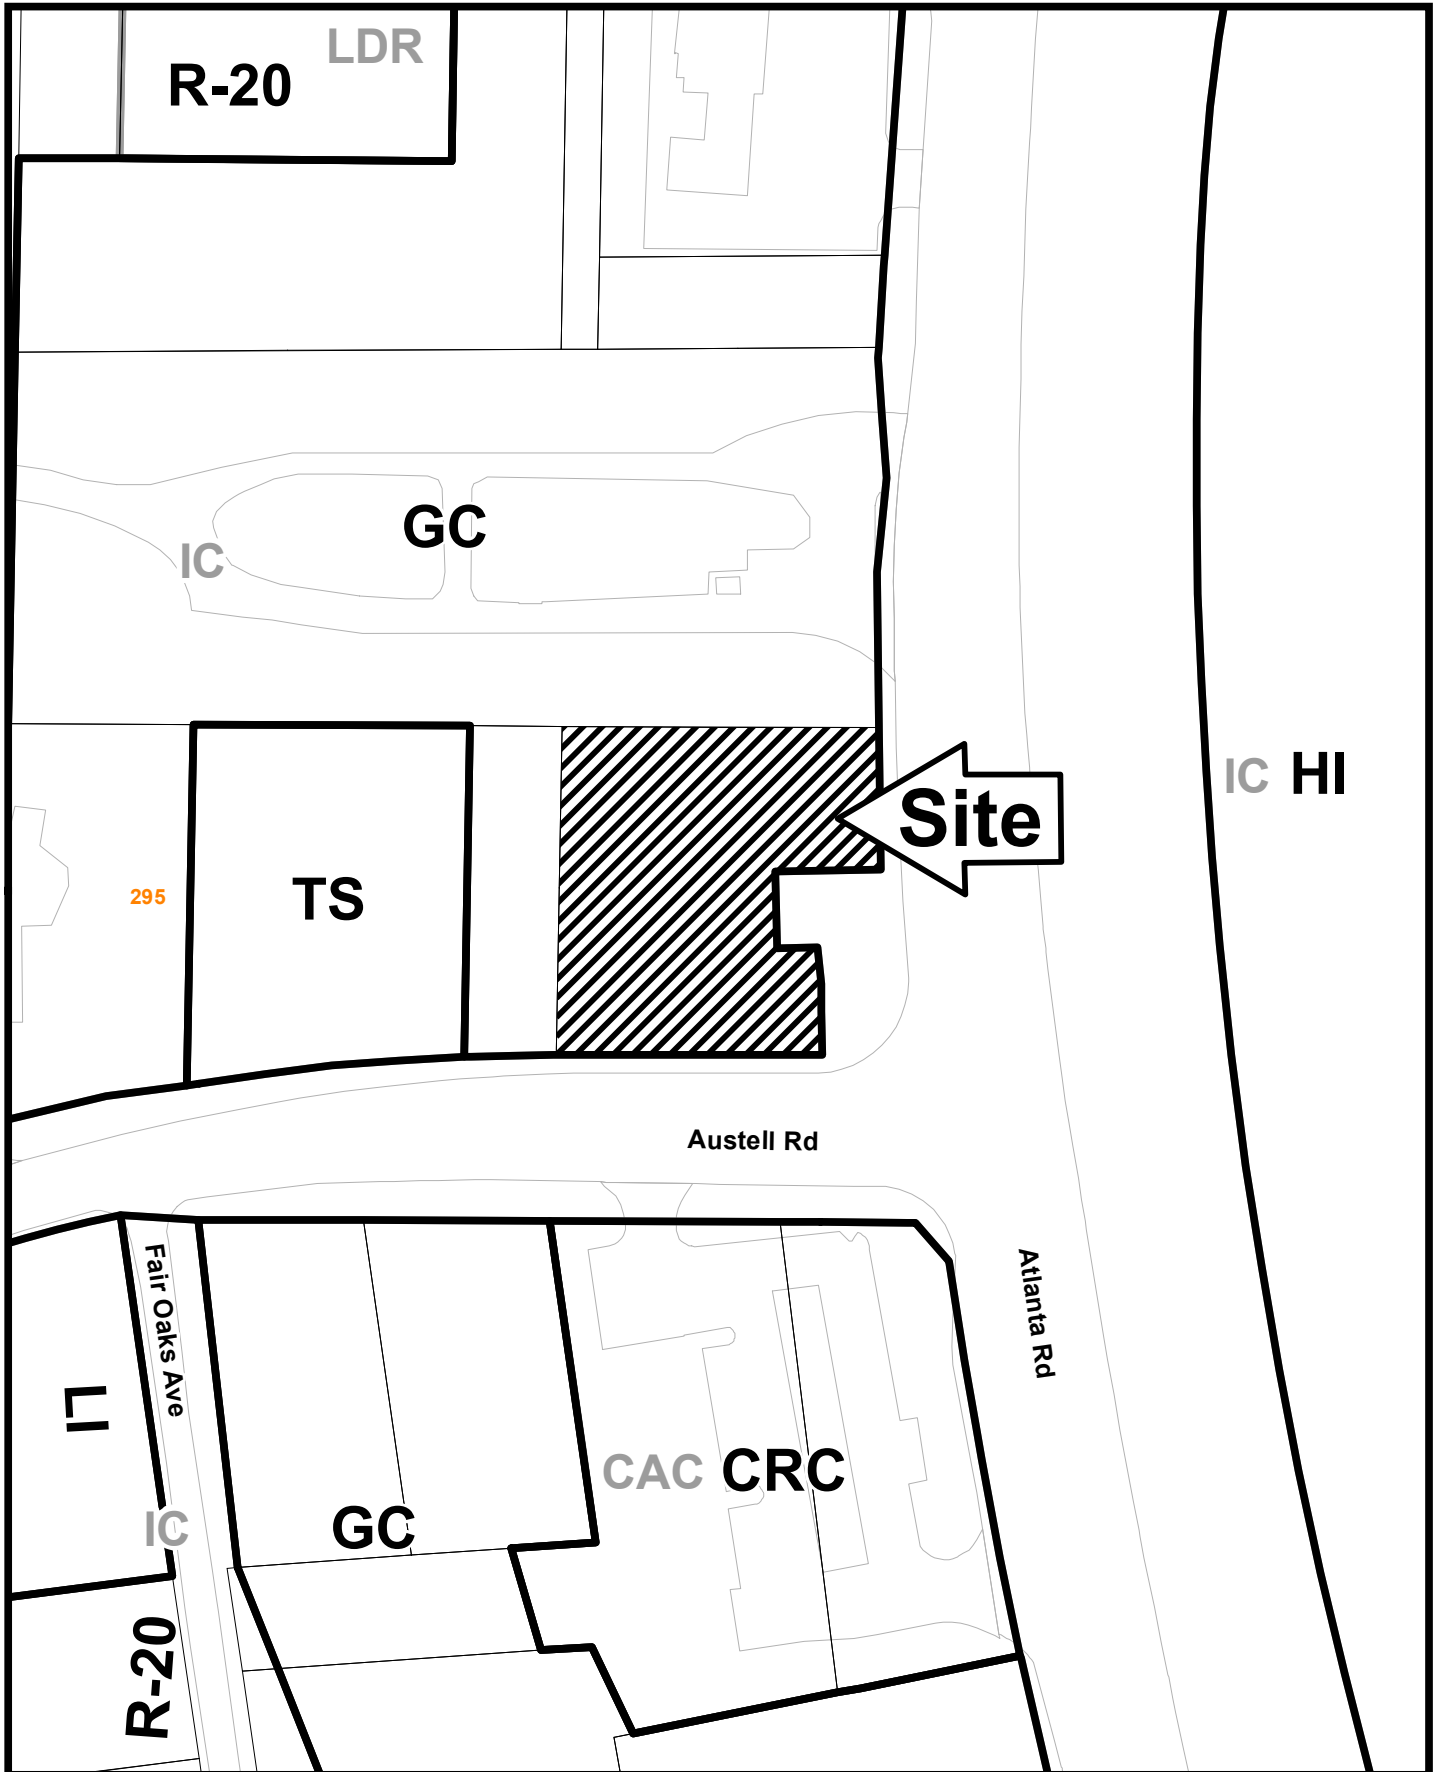 LDR
R-20
GC
IC
Site
IC HI
295
TS
Austell Rd
Fair Oaks Ave
Atlanta Rd
LI
CAC CRC
IC
GC
R-20